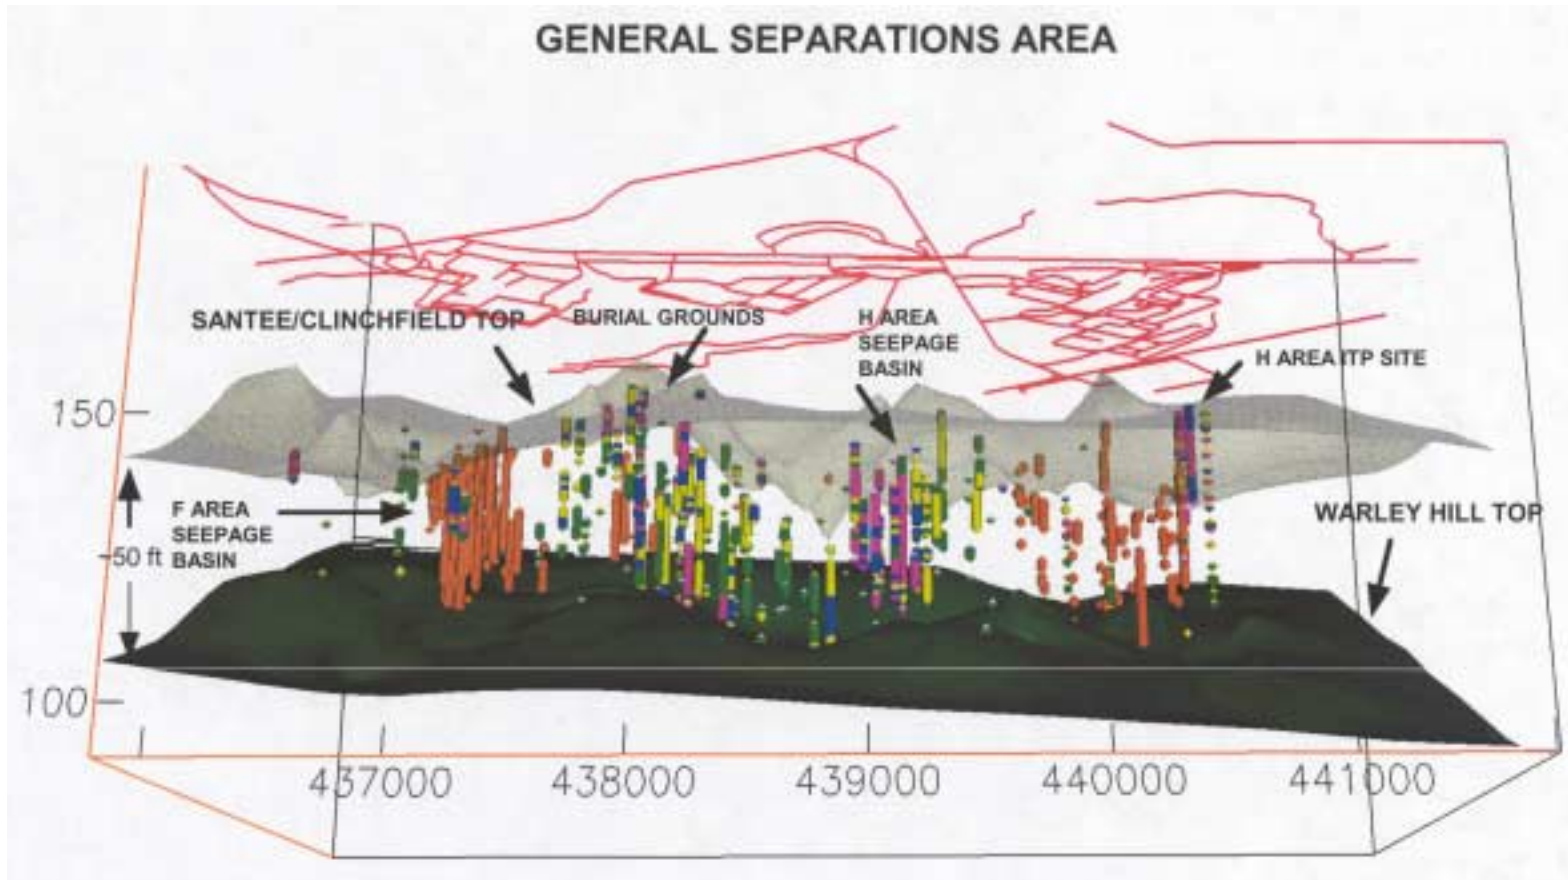 GENERAL SEPARATIONS AREA
SANTEE/CLINCHFIELD TOP
BURIAL GROUNDS
H AREA
SEEPAGE
BASIN
H AREA ITP SITE
150
F AREA
SEEPAGE
BASIN
WARLEY HILL TOP
~50 ft
100
437000
438000
439000
440000
441000